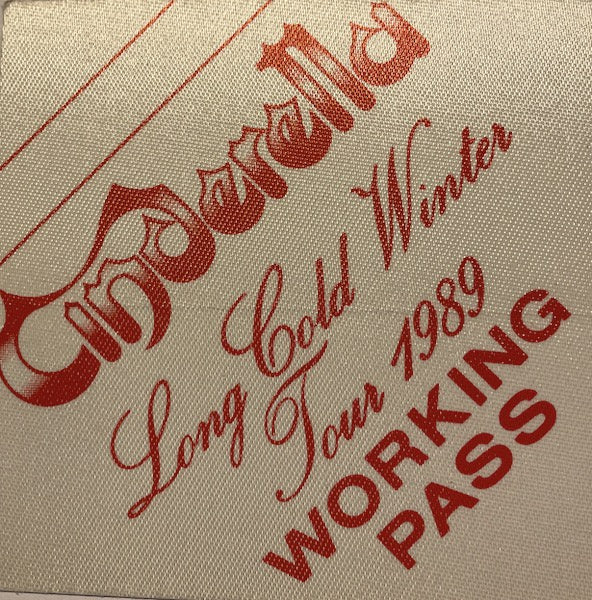 Cinderella
Long Cold Winter
Tour 1989
WORKING
PASS